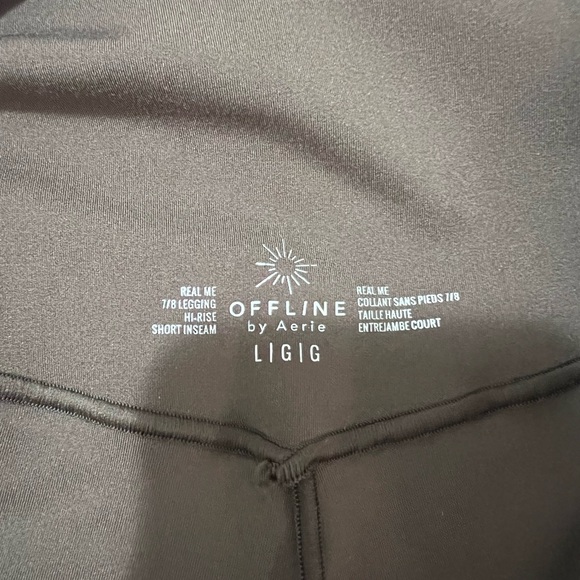 REAL ME
7/8 LEGGING
HI-RISE
SHORT INSEAM
OFFLINE
by Aerie
L|G|G
REAL ME
COLLANT SANS PIEDS 7/8
TAILLE HAUTE
ENTREJAMBE COURT